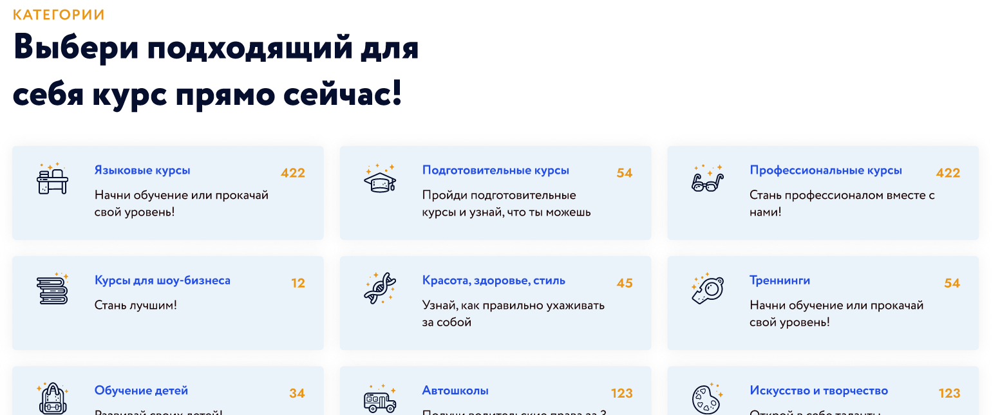 КАТЕГОРИИ
Выбери подходящий для
себя курс прямо сейчас!
Языковые курсы
422
Начни обучение или прокачай
свой уровень!
Подготовительные курсы
54
Пройди подготовительные
курсы и узнай, что ты можешь
Профессиональные курсы
422
Стань профессионалом вместе с
нами!
Курсы для шоу-бизнеса
12
Стань лучшим!
Красота, здоровье, стиль
45
Узнай, как правильно ухаживать
за собой
Треннинги
54
Начни обучение или прокачай
свой уровень!
Обучение детей
34
Развивай своих детей!
Автошколы
123
Получи водительские права за 3
Искусство и творчество
123
Открой в себе таланты